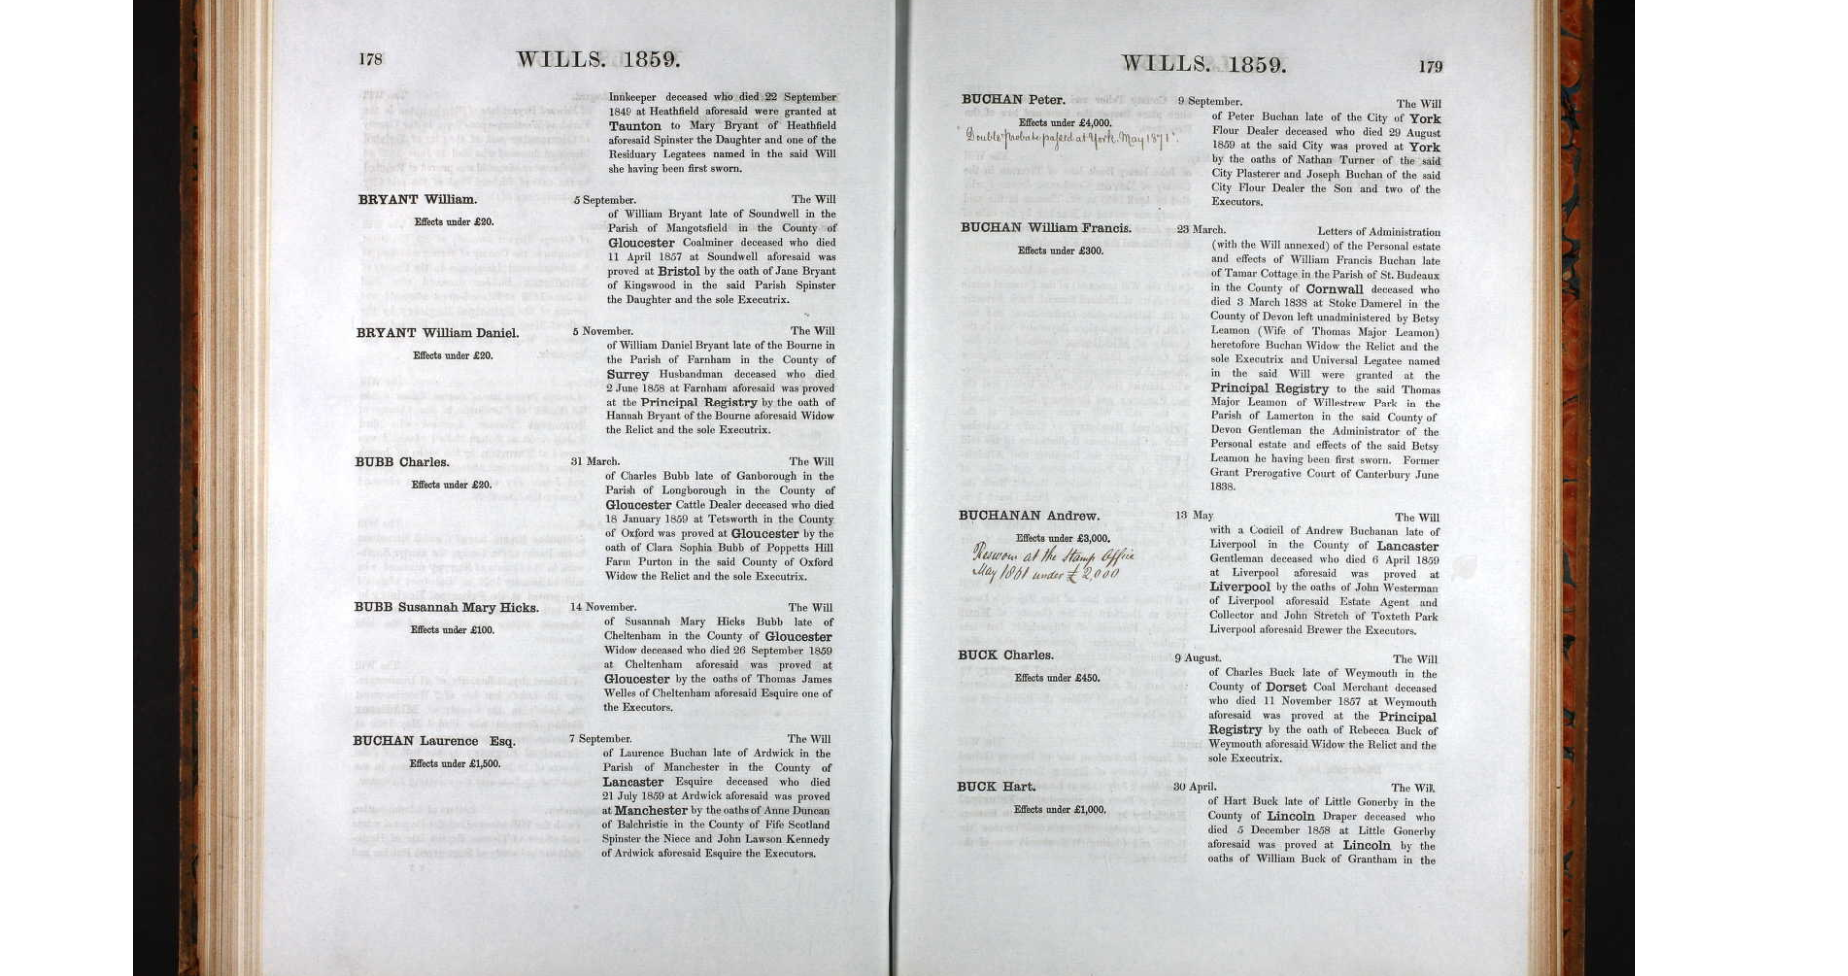 178
WILLS. 1859.
Innkeeper deceased who died 22 September
1849 at Heathfield aforesaid were granted at
Taunton to Mary Bryant of Heathfield
aforesaid Spinster the Daughter and one of the
Residuary Legatees named in the said Will
she having been first sworn.
BRYANT William.
Effects under £20.
5 September. The Will
of William Bryant late of Soundwell in the
Parish of Mangotsfield in the County of
Gloucester Coalminer deceased who died
11 April 1857 at Soundwell aforesaid was
proved at Bristol by the oath of Jane Bryant
of Kingswood in the said Parish Spinster
the Daughter and the sole Executrix.
BRYANT William Daniel.
Effects under £20.
5 November. The Will
of William Daniel Bryant late of the Bourne in
the Parish of Farnham in the County of
Surrey Husbandman deceased who died
2 June 1858 at Farnham aforesaid was proved
at the Principal Registry by the oath of
Hannah Bryant of the Bourne aforesaid Widow
the Relict and the sole Executrix.
BUBB Charles.
Effects under £20.
31 March. The Will
of Charles Bubb late of Ganborough in the
Parish of Longborough in the County of
Gloucester Cattle Dealer deceased who died
18 January 1859 at Tetsworth in the County
of Oxford was proved at Gloucester by the
oath of Clara Sophia Bubb of Poppetts Hill
Farm Purton in the said County of Oxford
Widow the Relict and the sole Executrix.
BUBB Susannah Mary Hicks.
Effects under £100.
14 November. The Will
of Susannah Mary Hicks Bubb late of
Cheltenham in the County of Gloucester
Widow deceased who died 26 September 1859
at Cheltenham aforesaid was proved at
Gloucester by the oaths of Thomas James
Welles of Cheltenham aforesaid Esquire one of
the Executors.
BUCHAN Laurence Esq.
Effects under £1,500.
7 September. The Will
of Laurence Buchan late of Ardwick in the
Parish of Manchester in the County of
Lancaster Esquire deceased who died
21 July 1859 at Ardwick aforesaid was proved
at Manchester by the oaths of Anne Duncan
of Balchristie in the County of Fife Scotland
Spinster the Niece and John Lawson Kennedy
of Ardwick aforesaid Esquire the Executors.
WILLS. 1859.
179
BUCHAN Peter.
Effects under £4,000.
"Double Probate passed at York. May 1871".
9 September. The Will
of Peter Buchan late of the City of York
Flour Dealer deceased who died 29 August
1859 at the said City was proved at York
by the oaths of Nathan Turner of the said
City Plasterer and Joseph Buchan of the said
City Flour Dealer the Son and two of the
Executors.
BUCHAN William Francis.
Effects under £300.
23 March. Letters of Administration
(with the Will annexed) of the Personal estate
and effects of William Francis Buchan late
of Tamar Cottage in the Parish of St. Budeaux
in the County of Cornwall deceased who
died 3 March 1838 at Stoke Damerel in the
County of Devon left unadministered by Betsy
Leamon (Wife of Thomas Major Leamon)
heretofore Buchan Widow the Relict and the
sole Executrix and Universal Legatee named
in the said Will were granted at the
Principal Registry to the said Thomas
Major Leamon of Willestrew Park in the
Parish of Lamerton in the said County of
Devon Gentleman the Administrator of the
Personal estate and effects of the said Betsy
Leamon he having been first sworn. Former
Grant Prerogative Court of Canterbury June
1838.
BUCHANAN Andrew.
Effects under £3,000.
Resworn at the Stamp Office
May 1861 under £2,000
13 May The Will
with a Codicil of Andrew Buchanan late of
Liverpool in the County of Lancaster
Gentleman deceased who died 6 April 1859
at Liverpool aforesaid was proved at
Liverpool by the oaths of John Westerman
of Liverpool aforesaid Estate Agent and
Collector and John Stretch of Toxteth Park
Liverpool aforesaid Brewer the Executors.
BUCK Charles.
Effects under £450.
9 August. The Will
of Charles Buck late of Weymouth in the
County of Dorset Coal Merchant deceased
who died 11 November 1857 at Weymouth
aforesaid was proved at the Principal
Registry by the oath of Rebecca Buck of
Weymouth aforesaid Widow the Relict and the
sole Executrix.
BUCK Hart.
Effects under £1,000.
30 April. The Will
of Hart Buck late of Little Gonerby in the
County of Lincoln Draper deceased who
died 5 December 1858 at Little Gonerby
aforesaid was proved at Lincoln by the
oaths of William Buck of Grantham in the